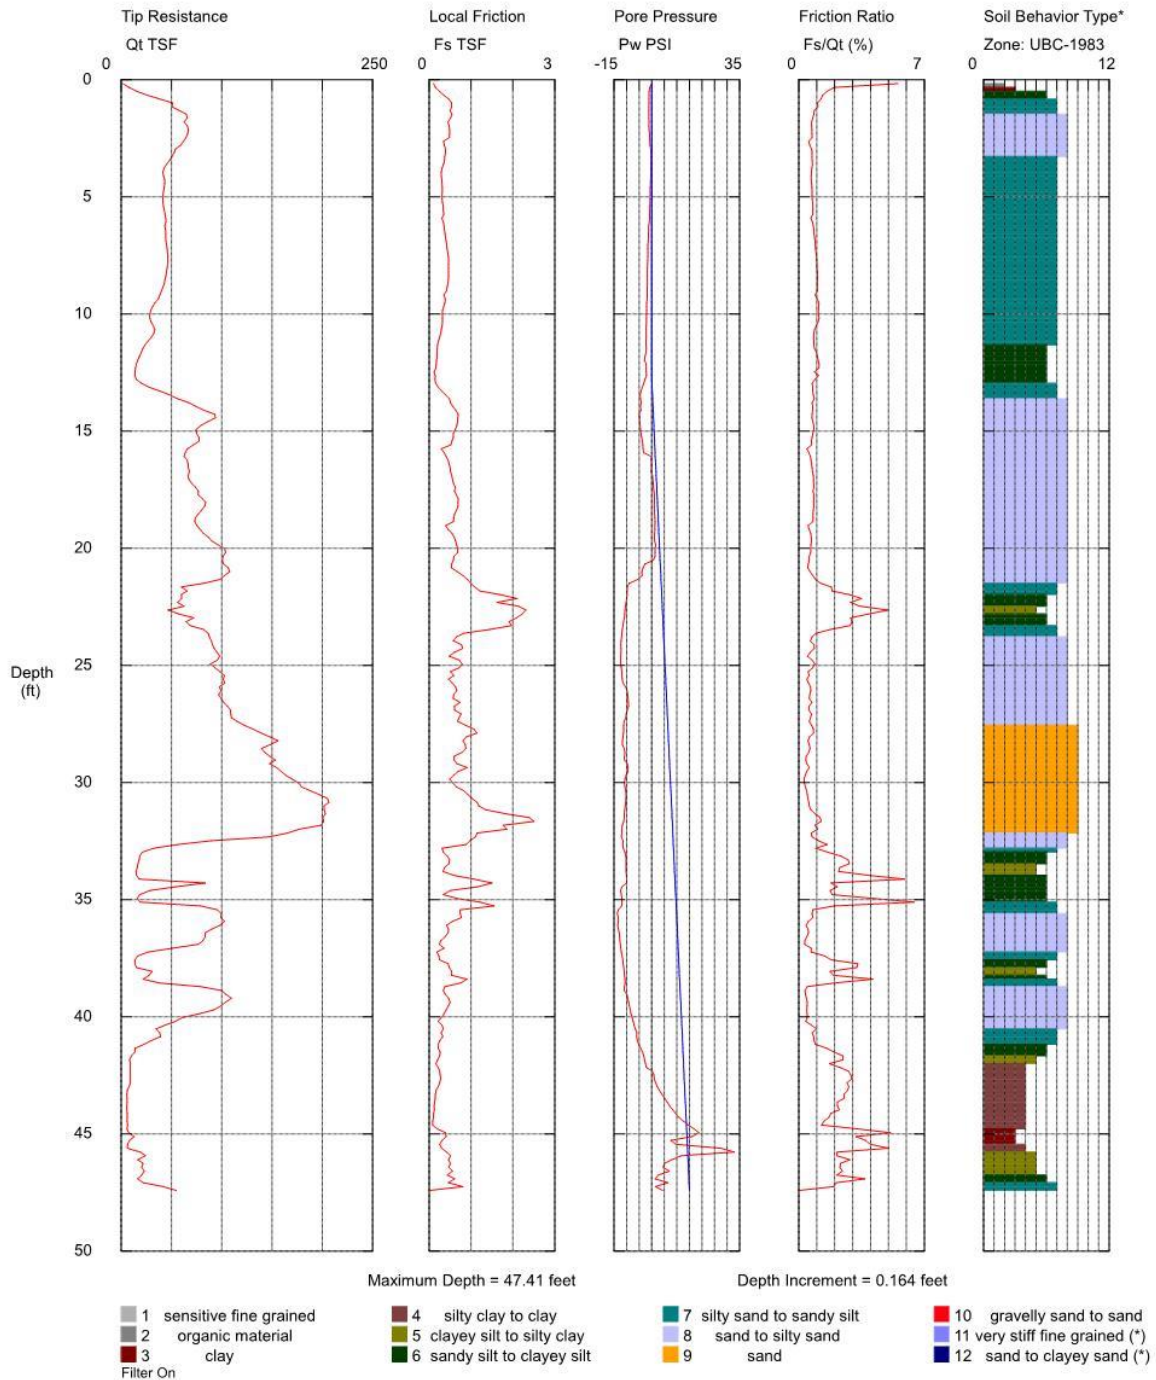 Tip Resistance Local Friction Pore Pressure Friction Ratio Soil Behavior Type*
Qt TSF Fs TSF Pw PSI Fs/Qt (%) Zone: UBC-1983
0 250 0 3 -15 35 0 7 0 12
0
5
10
15
20
25
Depth
(ft)
30
35
40
45
50
Maximum Depth = 47.41 feet Depth Increment = 0.164 feet
1 sensitive fine grained 4 silty clay to clay 7 silty sand to sandy silt 10 gravelly sand to sand
2 organic material 5 clayey silt to silty clay 8 sand to silty sand 11 very stiff fine grained (*)
3 clay 6 sandy silt to clayey silt 9 sand 12 sand to clayey sand (*)
Filter On